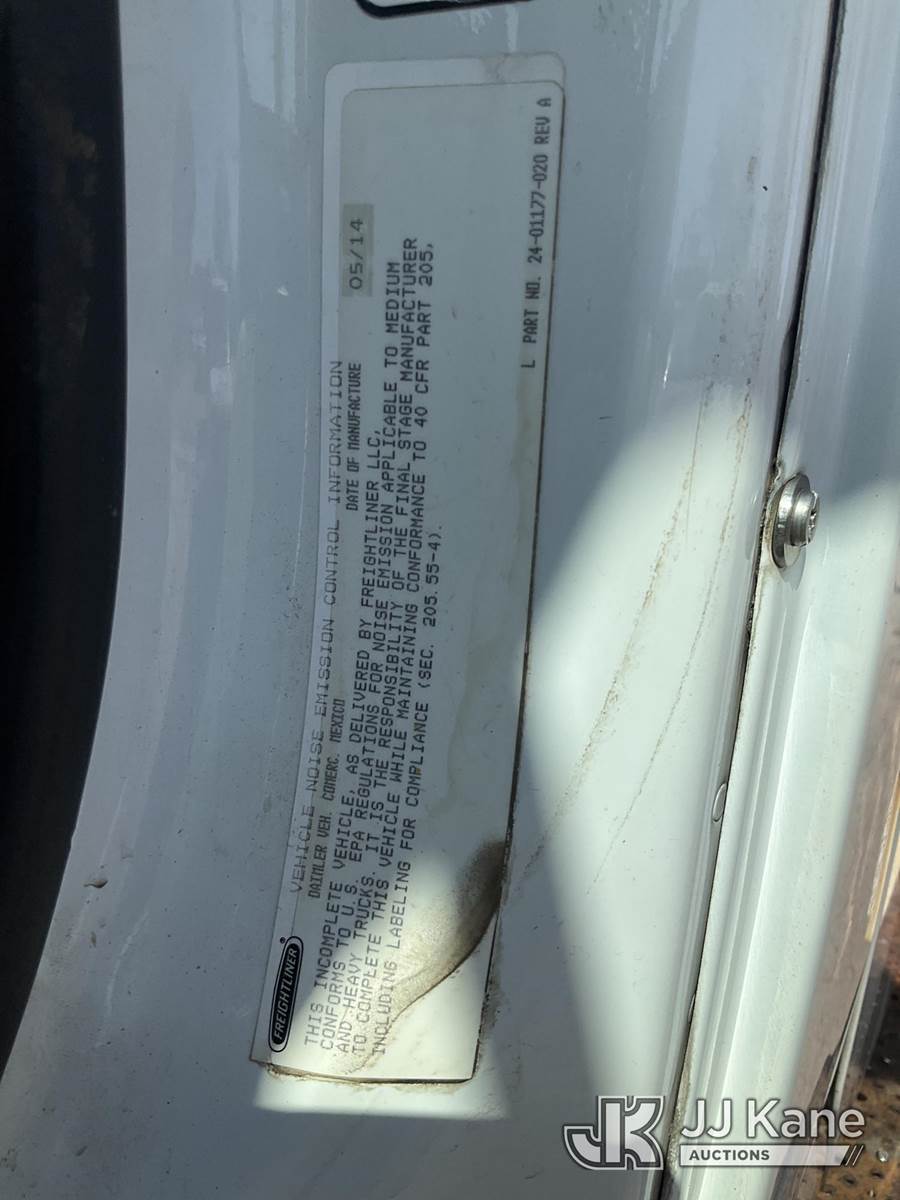 FREIGHTLINER®
VEHICLE NOISE EMISSION CONTROL INFORMATION
DAIMLER VEH. COMERC. MEXICO DATE OF MANUFACTURE 05/14
THIS INCOMPLETE VEHICLE, AS DELIVERED BY FREIGHTLINER LLC,
CONFORMS TO U.S. EPA REGULATIONS FOR NOISE EMISSION APPLICABLE TO MEDIUM
AND HEAVY TRUCKS. IT IS THE RESPONSIBILITY OF THE FINAL STAGE MANUFACTURER
TO COMPLETE THIS VEHICLE WHILE MAINTAINING CONFORMANCE TO 40 CFR PART 205,
INCLUDING LABELING FOR COMPLIANCE (SEC. 205.55-4).
L PART NO. 24-01177-020 REV A
JK JJ Kane
AUCTIONS